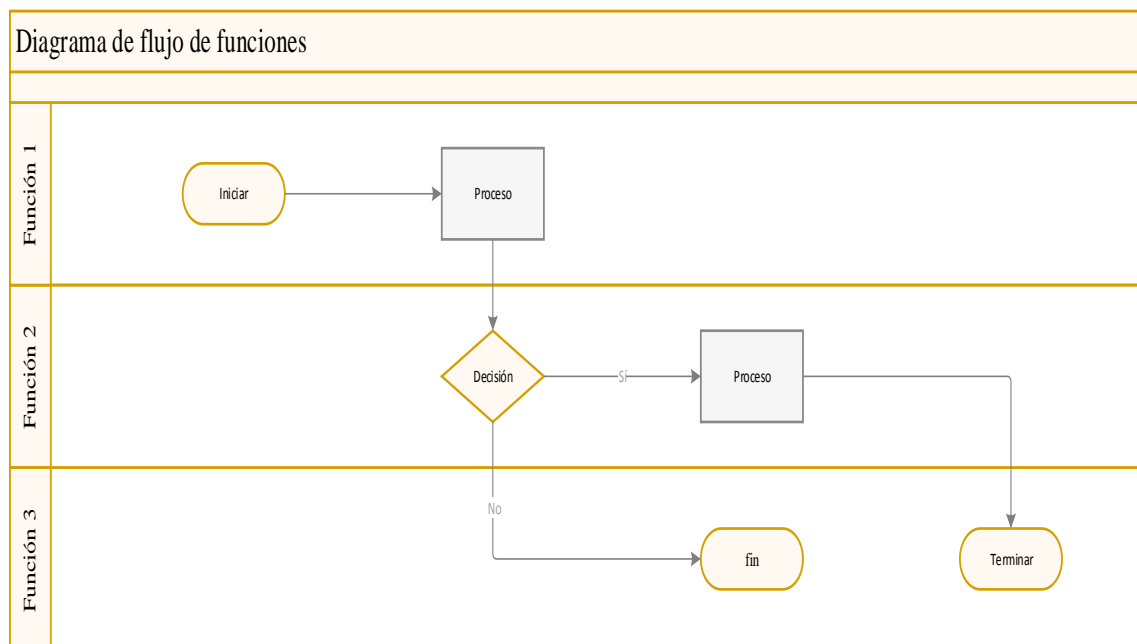 Diagrama de flujo de funciones
Función 1
Iniciar
Proceso
Función 2
Decisión
Sí
Proceso
Función 3
No
fin
Terminar